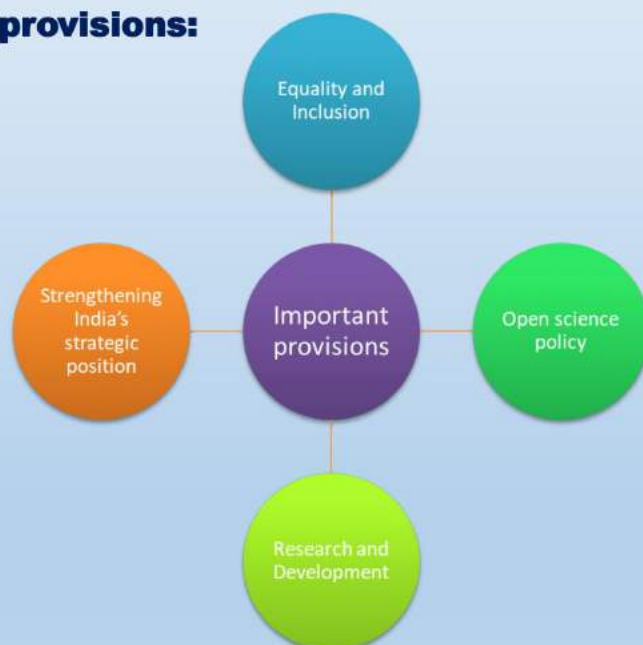 provisions:
Equality and
Inclusion
Strengthening
India's
strategic
position
Important
provisions
Open science
policy
Research and
Development